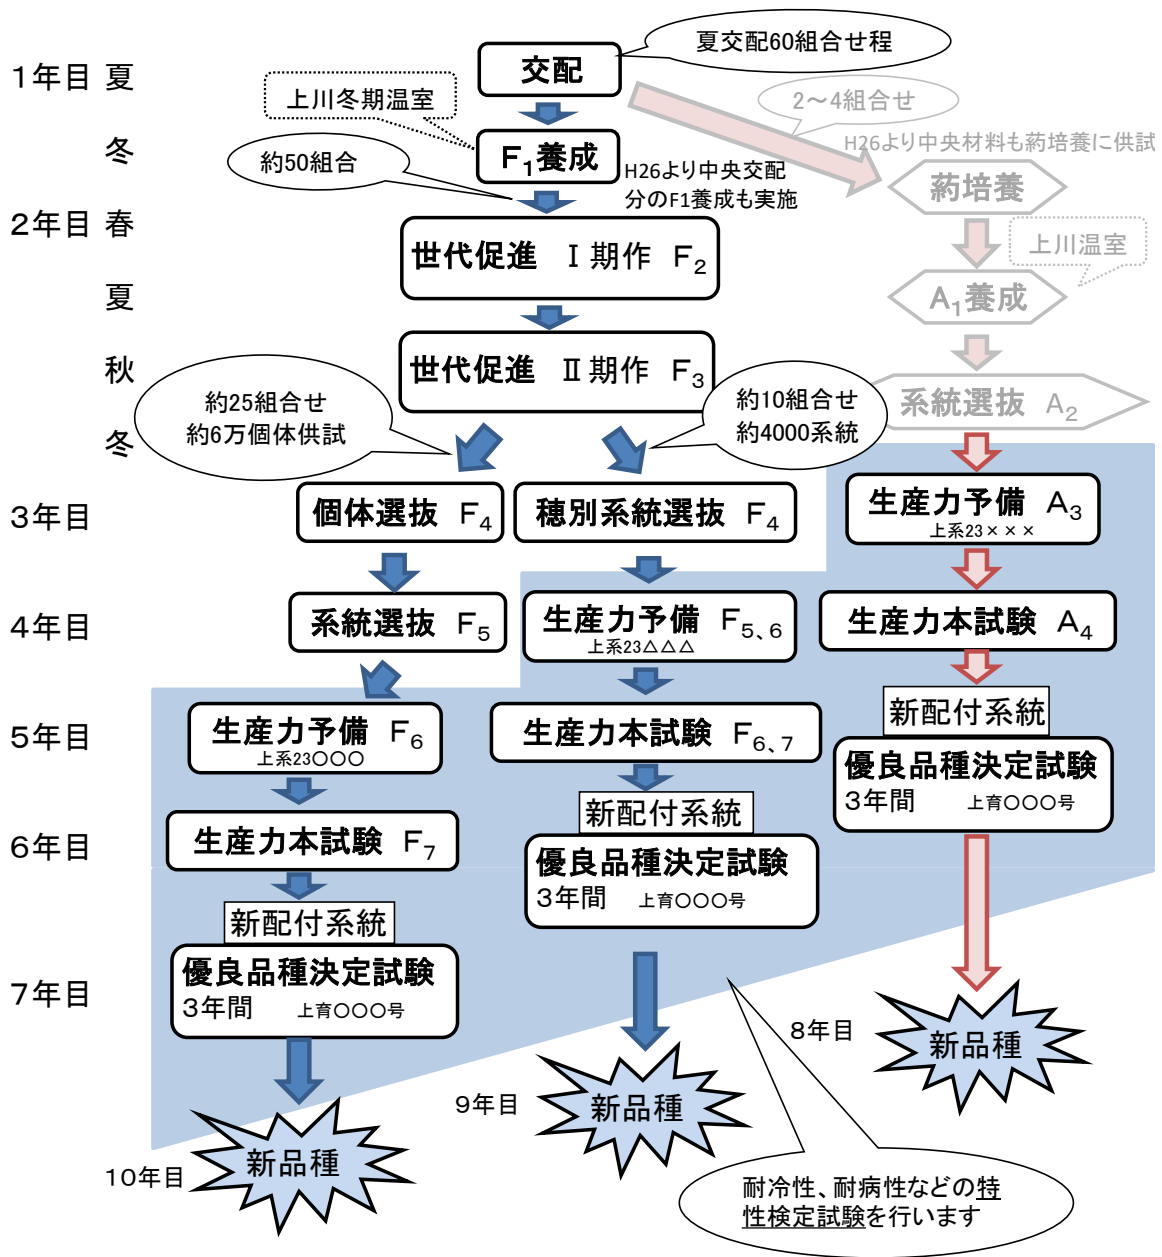 夏交配60組合せ程
1年目 夏
交配
2～4組合せ
上川冬期温室
H26より中央材料も葯培養に供試
冬
F1養成
約50組合
H26より中央交配
分のF1養成も実施
葯培養
2年目 春
世代促進 Ⅰ期作 F2
上川温室
夏
A1養成
秋
世代促進 Ⅱ期作 F3
約25組合せ
約6万個体供試
約10組合せ
約4000系統
系統選抜 A2
冬
3年目
個体選抜 F4
穂別系統選抜 F4
生産力予備 A3
上系23×××
4年目
系統選抜 F5
生産力予備 F5、6
上系23△△△
生産力本試験 A4
5年目
生産力予備 F6
上系23○○○
生産力本試験 F6、7
新配付系統
優良品種決定試験
3年間 上育○○○号
6年目
生産力本試験 F7
新配付系統
優良品種決定試験
3年間 上育○○○号
新配付系統
優良品種決定試験
3年間 上育○○○号
7年目
8年目
新品種
9年目
新品種
10年目
新品種
耐冷性、耐病性などの特
性検定試験を行います